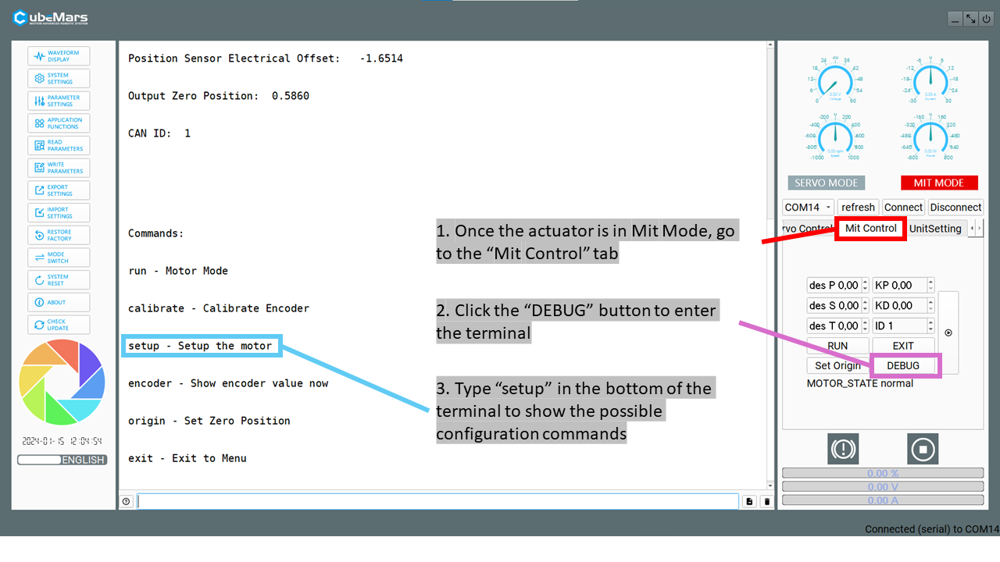 CubeMars
MOTION ADVANCED ROBOTIC SYSTEM
WAVEFORM
DISPLAY
SYSTEM
SETTINGS
PARAMETER
SETTINGS
APPLICATION
FUNCTIONS
READ
PARAMETERS
WRITE
PARAMETERS
EXPORT
SETTINGS
IMPORT
SETTINGS
RESTORE
FACTORY
MODE
SWITCH
SYSTEM
RESET
ABOUT
CHECK
UPDATE
2024-01-15 12:04:54
ENGLISH
Position Sensor Electrical Offset: -1.6514
Output Zero Position: 0.5860
CAN ID: 1
Commands:
run - Motor Mode
calibrate - Calibrate Encoder
setup - Setup the motor
encoder - Show encoder value now
origin - Set Zero Position
exit - Exit to Menu
1. Once the actuator is in Mit Mode, go
to the “Mit Control” tab
2. Click the “DEBUG” button to enter
the terminal
3. Type “setup” in the bottom of the
terminal to show the possible
configuration commands
0 6 12 18 24 30 36 42 48 54 60
0.00 V
Voltage
-30 -24 -18 -12 -6 0 6 12 18 24 30
0.00 A
Current
-1000 -800 -600 -400 -200 0 200 400 600 800 1000
0.00 rpm
Speed
-800 -640 -480 -320 -160 0 160 320 480 640 800
0.00 W
Power
SERVO MODE MIT MODE
COM14 refresh Connect Disconnect
rvo Control Mit Control UnitSetting
des P 0,00 KP 0,00
des S 0,00 KD 0,00
des T 0,00 ID 1
RUN EXIT
Set Origin DEBUG
MOTOR_STATE normal
0.00 %
0.00 V
0.00 A
Connected (serial) to COM14